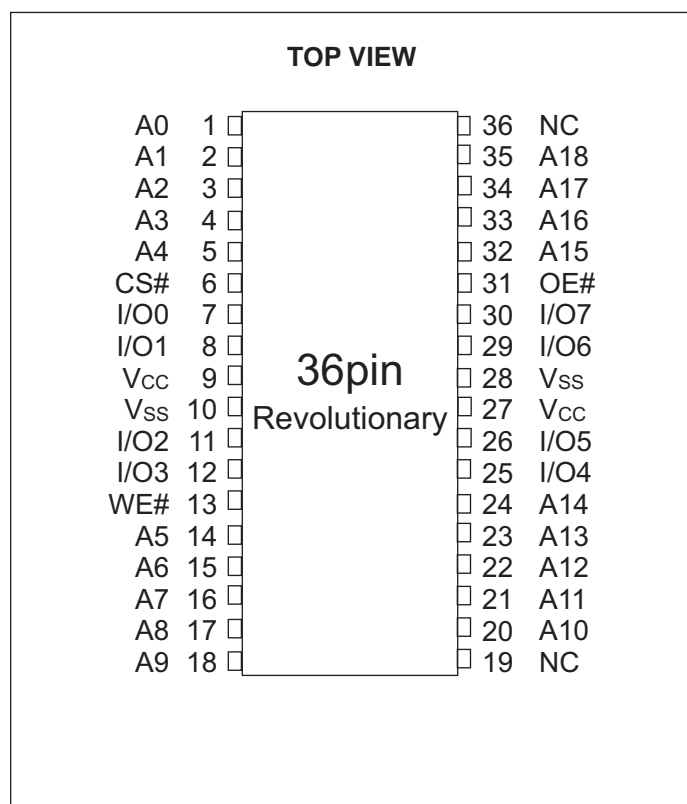 TOP VIEW
A0 1 36 NC
A1 2 35 A18
A2 3 34 A17
A3 4 33 A16
A4 5 32 A15
CS# 6 31 OE#
I/O0 7 30 I/O7
I/O1 8 29 I/O6
VCC 9 28 VSS
VSS 10 27 VCC
I/O2 11 26 I/O5
I/O3 12 25 I/O4
WE# 13 24 A14
A5 14 23 A13
A6 15 22 A12
A7 16 21 A11
A8 17 20 A10
A9 18 19 NC
36pin
Revolutionary